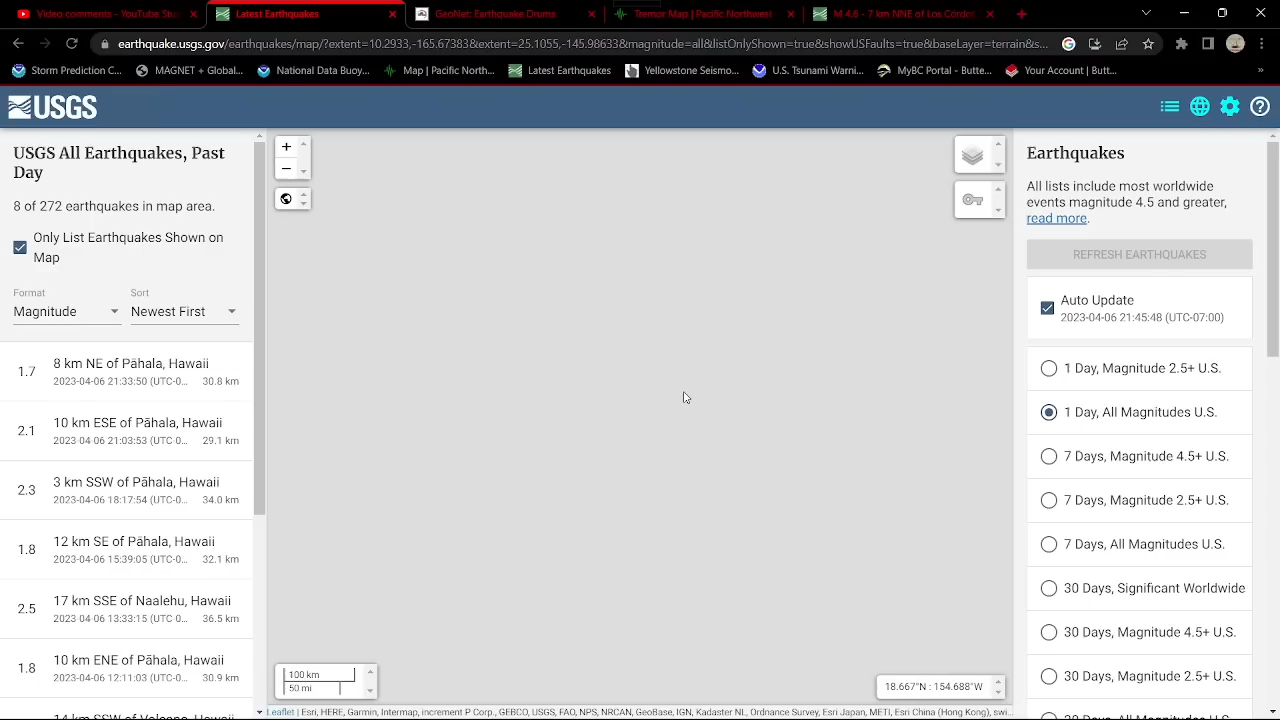 Video comments - YouTube Stu
Latest Earthquakes
GeoNet: Earthquake Drums
Tremor Map | Pacific Northwest
M 4.6 - 7 km NNE of Los Córdo
earthquake.usgs.gov/earthquakes/map/?extent=10.2933,-165.67383&extent=25.1055,-145.98633&magnitude=all&listOnlyShown=true&showUSFaults=true&baseLayer=terrain&s...
Storm Prediction C...
MAGNET + Global...
National Data Buoy...
Map | Pacific North...
Latest Earthquakes
Yellowstone Seismo...
U.S. Tsunami Warni...
MyBC Portal - Butte...
Your Account | Butt...
»
USGS
USGS All Earthquakes, Past
Day
8 of 272 earthquakes in map area.
Only List Earthquakes Shown on
Map
Format
Sort
Magnitude
Newest First
1.7
8 km NE of Pāhala, Hawaii
2023-04-06 21:33:50 (UTC-0...
30.8 km
2.1
10 km ESE of Pāhala, Hawaii
2023-04-06 21:03:53 (UTC-0...
29.1 km
2.3
3 km SSW of Pāhala, Hawaii
2023-04-06 18:17:54 (UTC-0...
34.0 km
1.8
12 km SE of Pāhala, Hawaii
2023-04-06 15:39:05 (UTC-0...
32.1 km
2.5
17 km SSE of Naalehu, Hawaii
2023-04-06 13:33:15 (UTC-0...
36.5 km
1.8
10 km ENE of Pāhala, Hawaii
2023-04-06 12:11:03 (UTC-0...
30.9 km
14 km SSW of Volcano, Hawaii
+
−
100 km
50 mi
18.667°N : 154.688°W
Leaflet | Esri, HERE, Garmin, Intermap, increment P Corp., GEBCO, USGS, FAO, NPS, NRCAN, GeoBase, IGN, Kadaster NL, Ordnance Survey, Esri Japan, METI, Esri China (Hong Kong), swi...
Earthquakes
All lists include most worldwide
events magnitude 4.5 and greater,
read more.
REFRESH EARTHQUAKES
Auto Update
2023-04-06 21:45:48 (UTC-07:00)
1 Day, Magnitude 2.5+ U.S.
1 Day, All Magnitudes U.S.
7 Days, Magnitude 4.5+ U.S.
7 Days, Magnitude 2.5+ U.S.
7 Days, All Magnitudes U.S.
30 Days, Significant Worldwide
30 Days, Magnitude 4.5+ U.S.
30 Days, Magnitude 2.5+ U.S.
30 Days, All Magnitudes U.S.